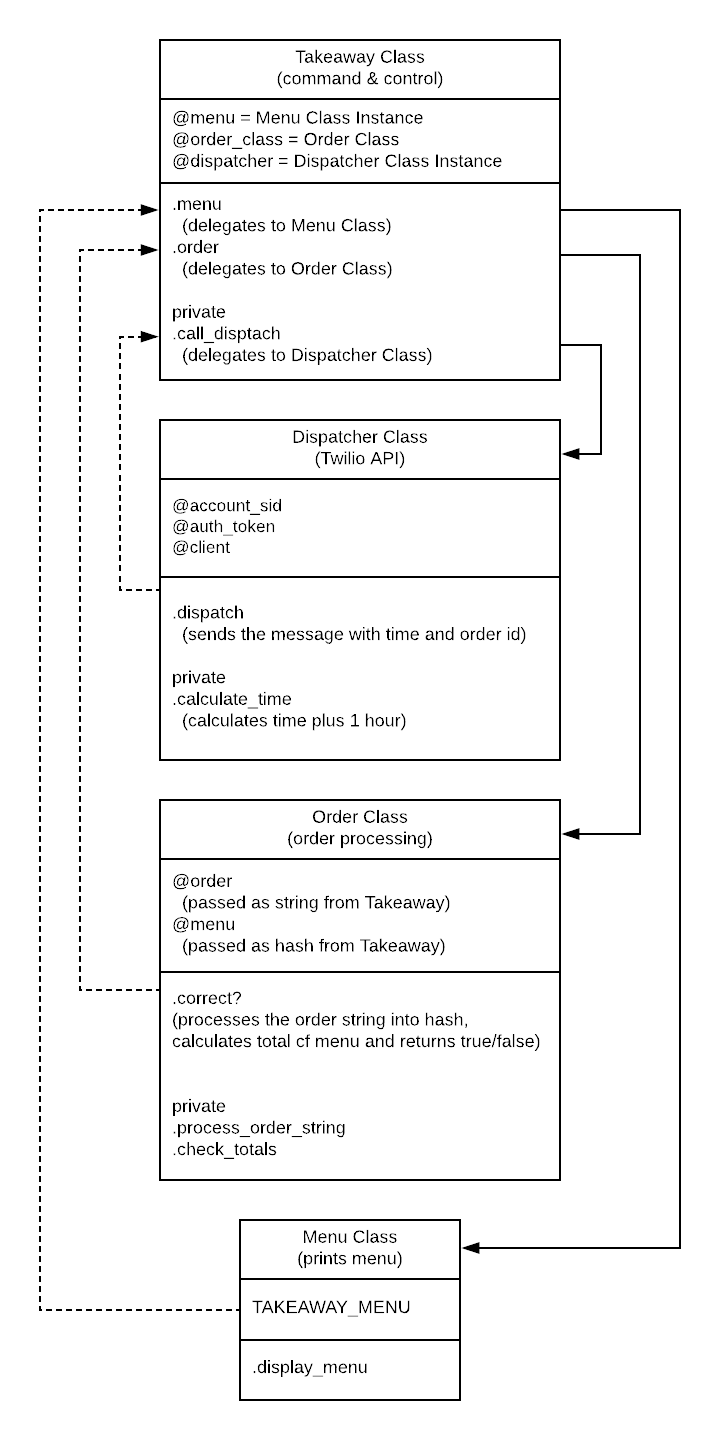 Takeaway Class
(command & control)
@menu = Menu Class Instance
@order_class = Order Class
@dispatcher = Dispatcher Class Instance
.menu
(delegates to Menu Class)
.order
(delegates to Order Class)
private
.call_disptach
(delegates to Dispatcher Class)
Dispatcher Class
(Twilio API)
@account_sid
@auth_token
@client
.dispatch
(sends the message with time and order id)
private
.calculate_time
(calculates time plus 1 hour)
Order Class
(order processing)
@order
(passed as string from Takeaway)
@menu
(passed as hash from Takeaway)
.correct?
(processes the order string into hash,
calculates total cf menu and returns true/false)
private
.process_order_string
.check_totals
Menu Class
(prints menu)
TAKEAWAY_MENU
.display_menu